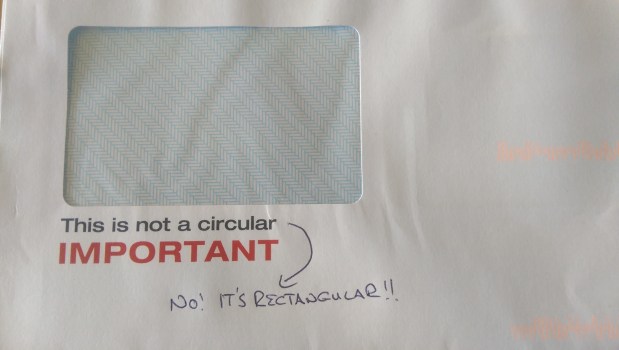 This is not a circular
IMPORTANT
No! IT'S RECTANGULAR!!